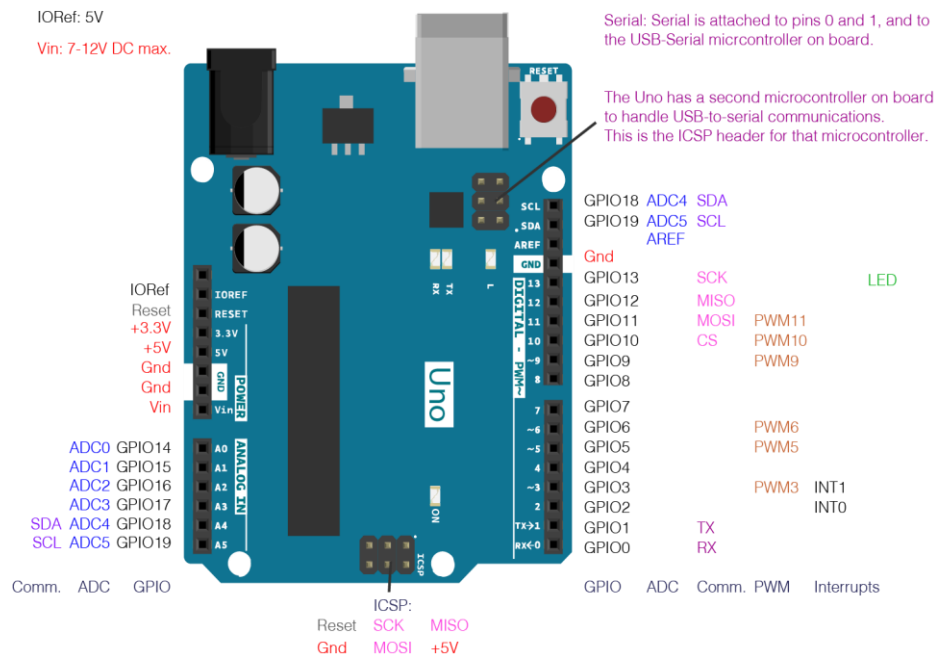 IORef: 5V
Vin: 7-12V DC max.
Serial: Serial is attached to pins 0 and 1, and to
the USB-Serial micrcontroller on board.
The Uno has a second microcontroller on board
to handle USB-to-serial communications.
This is the ICSP header for that microcontroller.
RESET
SCL
SDA
AREF
GND
13
12
11
10
~9
8
7
~6
~5
4
~3
2
TX→1
RX←0
DIGITAL - PWM~
RX
TX
L
Uno
ON
ICSP
IOREF
RESET
3.3V
5V
GND
Vin
POWER
A0
A1
A2
A3
A4
A5
ANALOG IN
IORef
Reset
+3.3V
+5V
Gnd
Gnd
Vin
ADC0 GPIO14
ADC1 GPIO15
ADC2 GPIO16
ADC3 GPIO17
SDA ADC4 GPIO18
SCL ADC5 GPIO19
Comm. ADC GPIO
GPIO18 ADC4 SDA
GPIO19 ADC5 SCL
AREF
Gnd
GPIO13 SCK LED
GPIO12 MISO
GPIO11 MOSI PWM11
GPIO10 CS PWM10
GPIO9 PWM9
GPIO8
GPIO7
GPIO6 PWM6
GPIO5 PWM5
GPIO4
GPIO3 PWM3 INT1
GPIO2 INT0
GPIO1 TX
GPIO0 RX
GPIO ADC Comm. PWM Interrupts
ICSP:
Reset SCK MISO
Gnd MOSI +5V